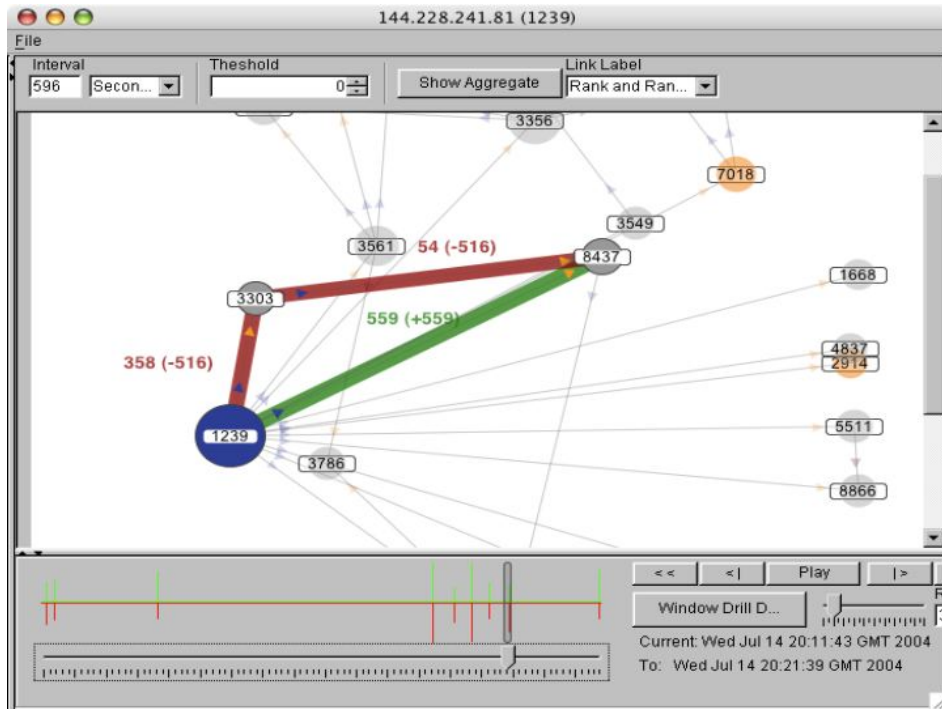 144.228.241.81 (1239)
File
Interval
Theshold
Link Label
596
Secon...
0
Show Aggregate
Rank and Ran...
3356
7018
3549
3561
54 (-516)
8437
1668
3303
559 (+559)
4837
358 (-516)
2914
5511
1239
3786
8866
<< <| Play |>
Window Drill D...
Current: Wed Jul 14 20:11:43 GMT 2004
To: Wed Jul 14 20:21:39 GMT 2004